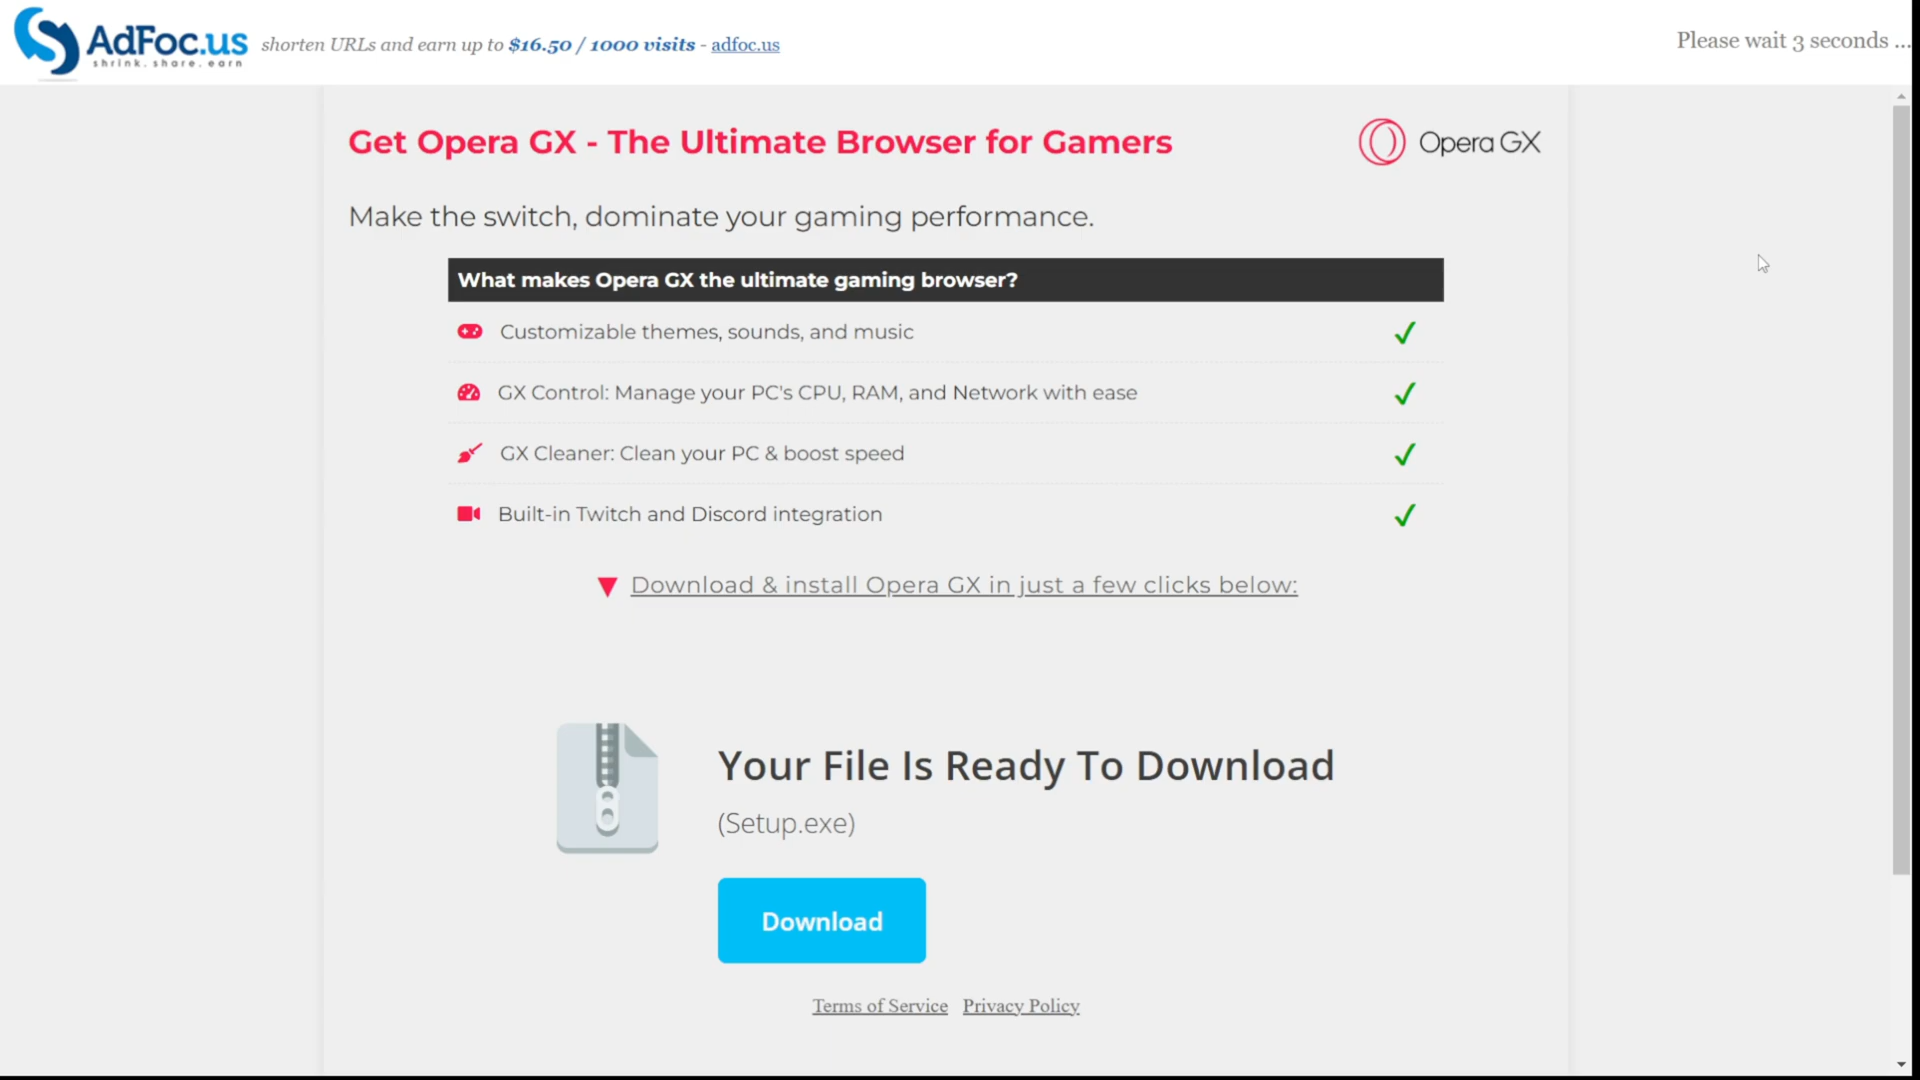 AdFoc.us shorten URLs and earn up to $16.50 / 1000 visits - adfoc.us
shrink. share. earn
Please wait 3 seconds ...
Get Opera GX - The Ultimate Browser for Gamers
Opera GX
Make the switch, dominate your gaming performance.
What makes Opera GX the ultimate gaming browser?
Customizable themes, sounds, and music
GX Control: Manage your PC's CPU, RAM, and Network with ease
GX Cleaner: Clean your PC & boost speed
Built-in Twitch and Discord integration
Download & install Opera GX in just a few clicks below:
Your File Is Ready To Download
(Setup.exe)
Download
Terms of Service Privacy Policy